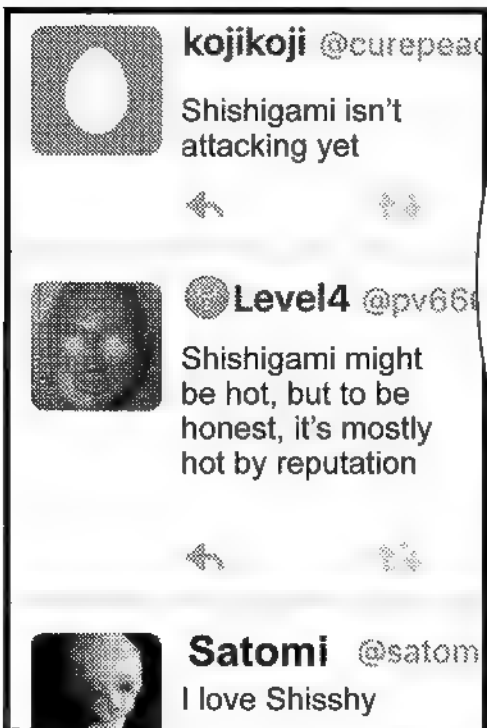 kojikoji @curepeac
Shishigami isn't
attacking yet
Level4 @pv66
Shishigami might
be hot, but to be
honest, it's mostly
hot by reputation
Satomi @satom
I love Shisshy